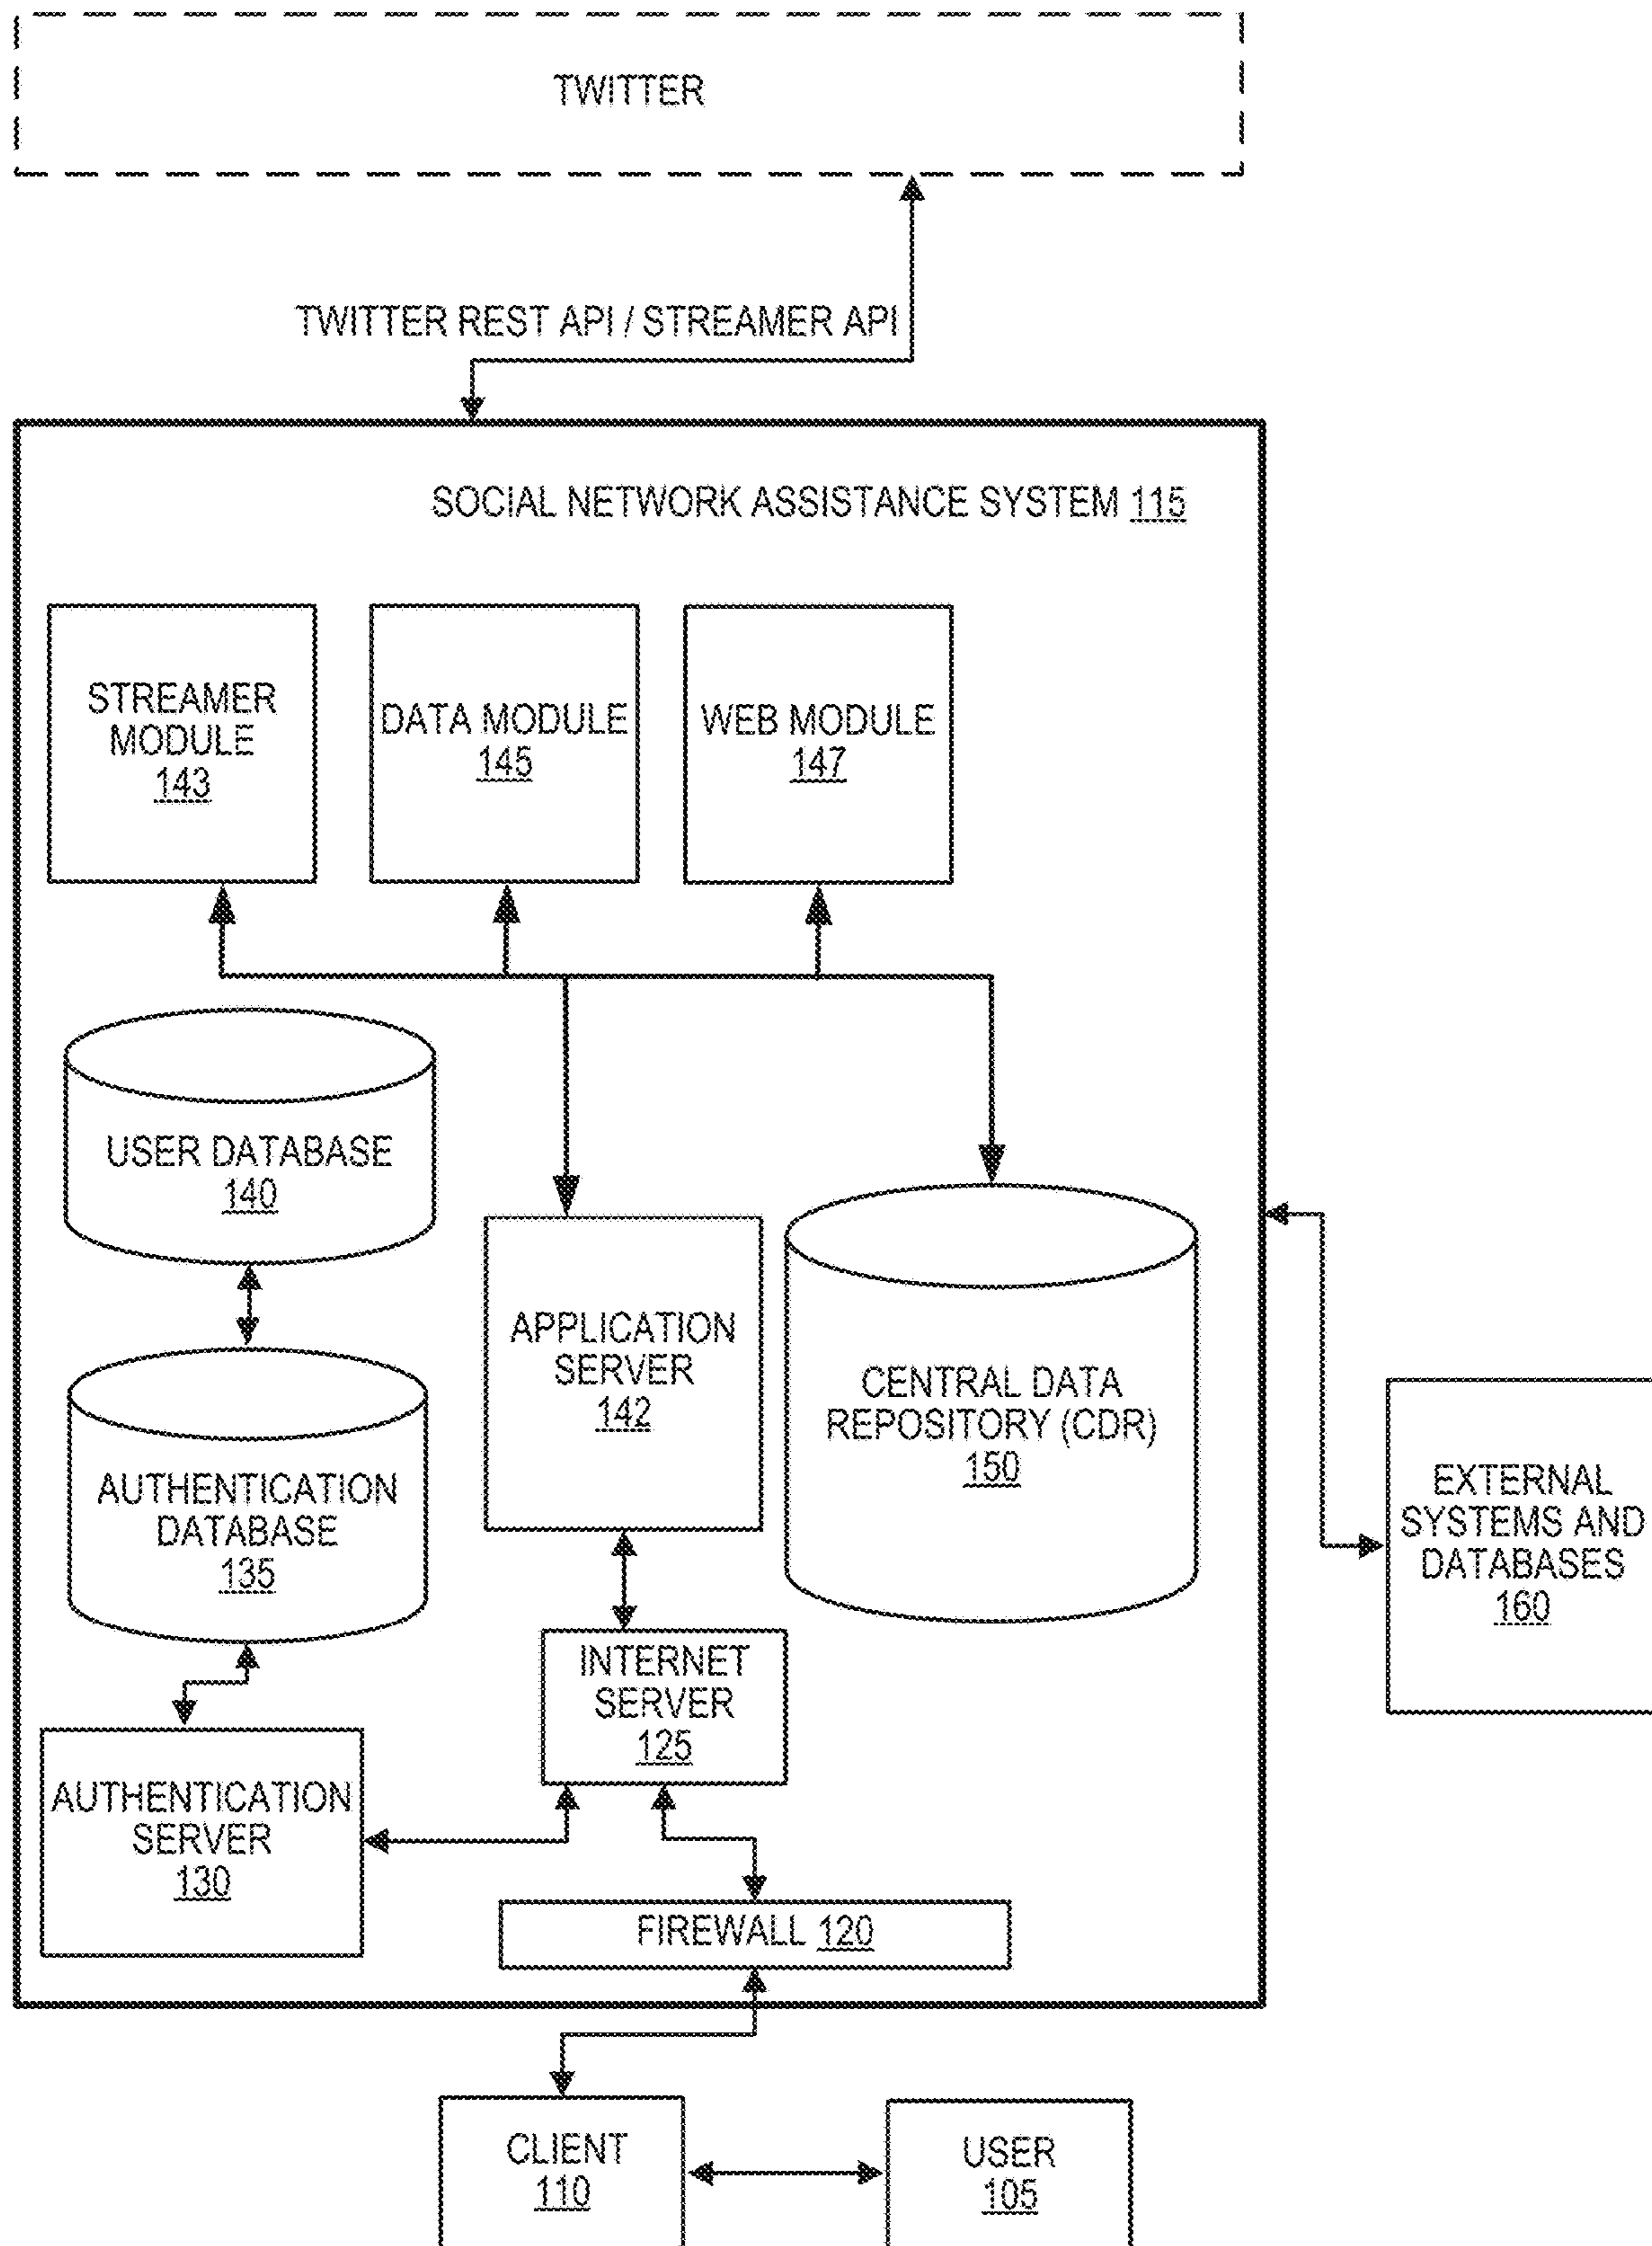 TWITTER
TWITTER REST API / STREAMER API
SOCIAL NETWORK ASSISTANCE SYSTEM 115
STREAMER
MODULE
143
DATA MODULE
145
WEB MODULE
147
USER DATABASE
140
APPLICATION
SERVER
142
CENTRAL DATA
REPOSITORY (CDR)
150
AUTHENTICATION
DATABASE
135
EXTERNAL
SYSTEMS AND
DATABASES
160
INTERNET
SERVER
125
AUTHENTICATION
SERVER
130
FIREWALL 120
CLIENT
110
USER
105